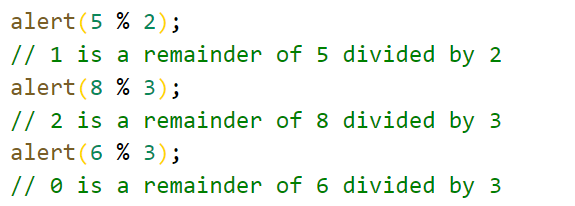 alert(5 % 2);
// 1 is a remainder of 5 divided by 2
alert(8 % 3);
// 2 is a remainder of 8 divided by 3
alert(6 % 3);
// 0 is a remainder of 6 divided by 3